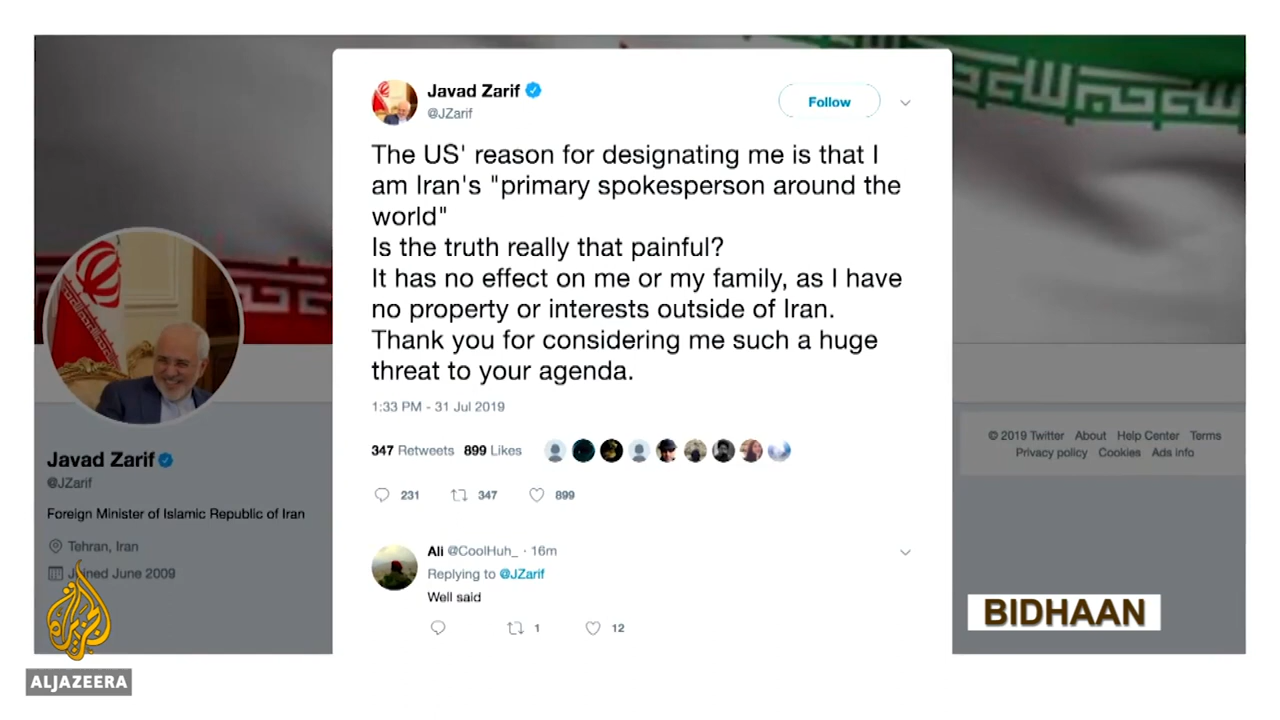 Javad Zarif
@JZarif
Follow
The US' reason for designating me is that I
am Iran's "primary spokesperson around the
world"
Is the truth really that painful?
It has no effect on me or my family, as I have
no property or interests outside of Iran.
Thank you for considering me such a huge
threat to your agenda.
1:33 PM - 31 Jul 2019
347 Retweets 899 Likes
231 347 899
Ali @CoolHuh_ · 16m
Replying to @JZarif
Well said
1 12
Javad Zarif
@JZarif
Foreign Minister of Islamic Republic of Iran
Tehran, Iran
Joined June 2009
© 2019 Twitter About Help Center Terms
Privacy policy Cookies Ads info
BIDHAAN
ALJAZEERA